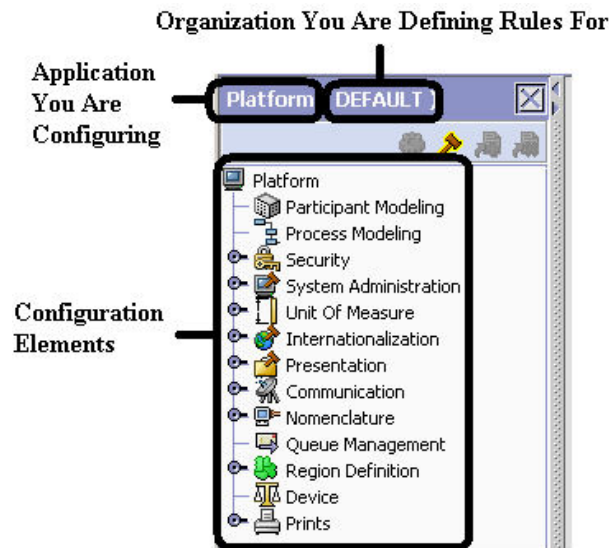 Organization You Are Defining Rules For
Application
You Are
Configuring
Platform ( DEFAULT )
Platform
Participant Modeling
Process Modeling
Security
System Administration
Unit Of Measure
Internationalization
Presentation
Communication
Nomenclature
Queue Management
Region Definition
Device
Prints
Configuration
Elements